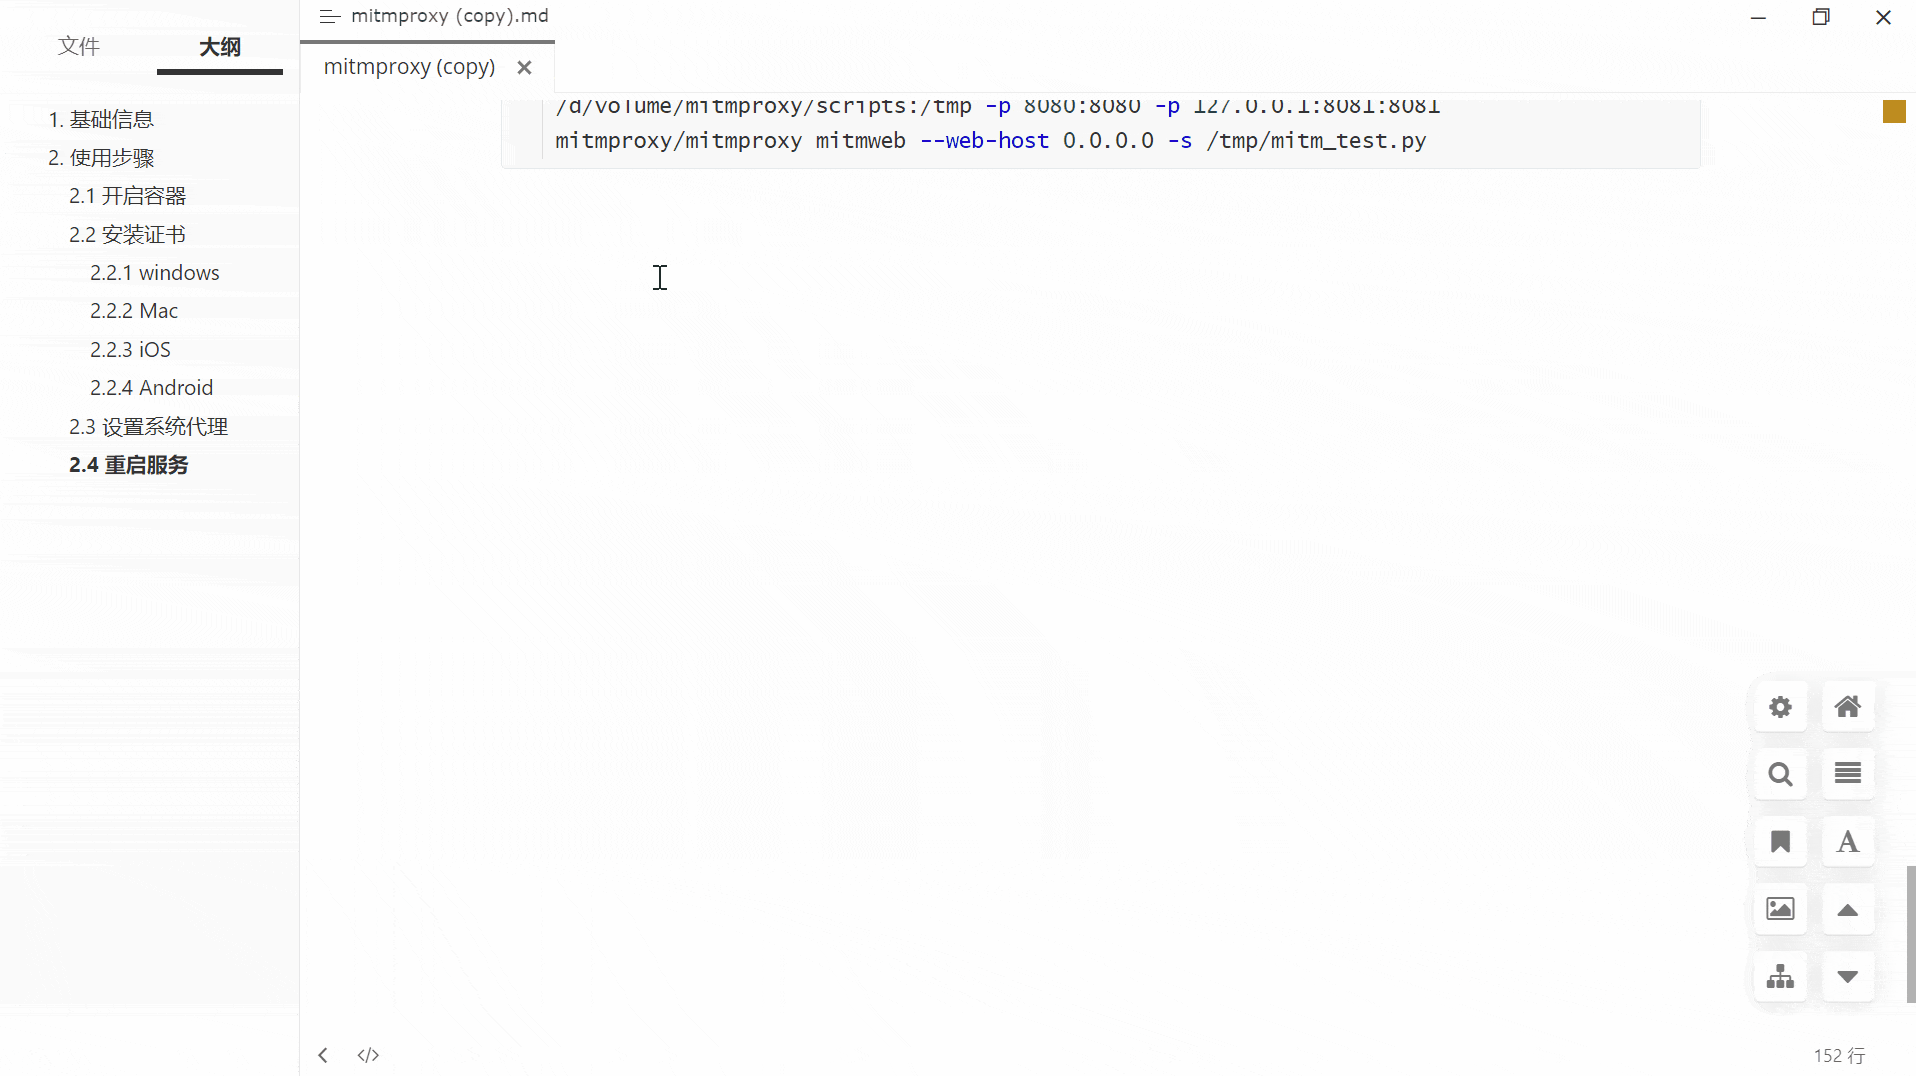 mitmproxy (copy).md
文件
大纲
mitmproxy (copy)
1. 基础信息
2. 使用步骤
2.1 开启容器
2.2 安装证书
2.2.1 windows
2.2.2 Mac
2.2.3 iOS
2.2.4 Android
2.3 设置系统代理
2.4 重启服务
/d/volume/mitmproxy/scripts:/tmp -p 8080:8080 -p 127.0.0.1:8081:8081
mitmproxy/mitmproxy mitmweb --web-host 0.0.0.0 -s /tmp/mitm_test.py
A
</>
152 行